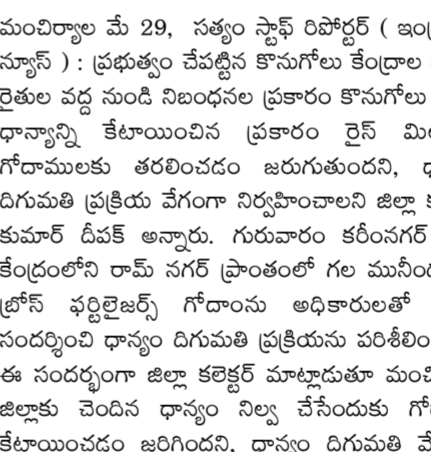 మంచిర్యాల మే 29, సత్యం స్టాఫ్ రిపోర్టర్ (
న్యూస్ ) : ప్రభుత్వం చేపట్టిన కొనుగోలు కేంద్రాల
రైతుల వద్ద నుండి నిబంధనల ప్రకారం కొనుగోలు
ధాన్యాన్ని కేటాయించిన ప్రకారం రైస్
గోదాములకు తరలించడం జరుగుతుందని,
దిగుమతి ప్రక్రియ వేగంగా నిర్వహించాలని జిల్లా
కుమార్ దీపక్ అన్నారు. గురువారం కరీంనగర్
కేంద్రంలోని రామ్ నగర్ ప్రాంతంలో గల
బ్రోస్ ఫర్టిలైజర్స్ గోదాంను అధికారులతో
సందర్శించి ధాన్యం దిగుమతి ప్రక్రియను
ఈ సందర్భంగా జిల్లా కలెక్టర్ మాట్లాడుతూ
జిల్లాకు చెందిన ధాన్యం నిల్వ చేసేందుకు
కేటాయించడం జరిగిందని, ధాన్యం దిగుమతి